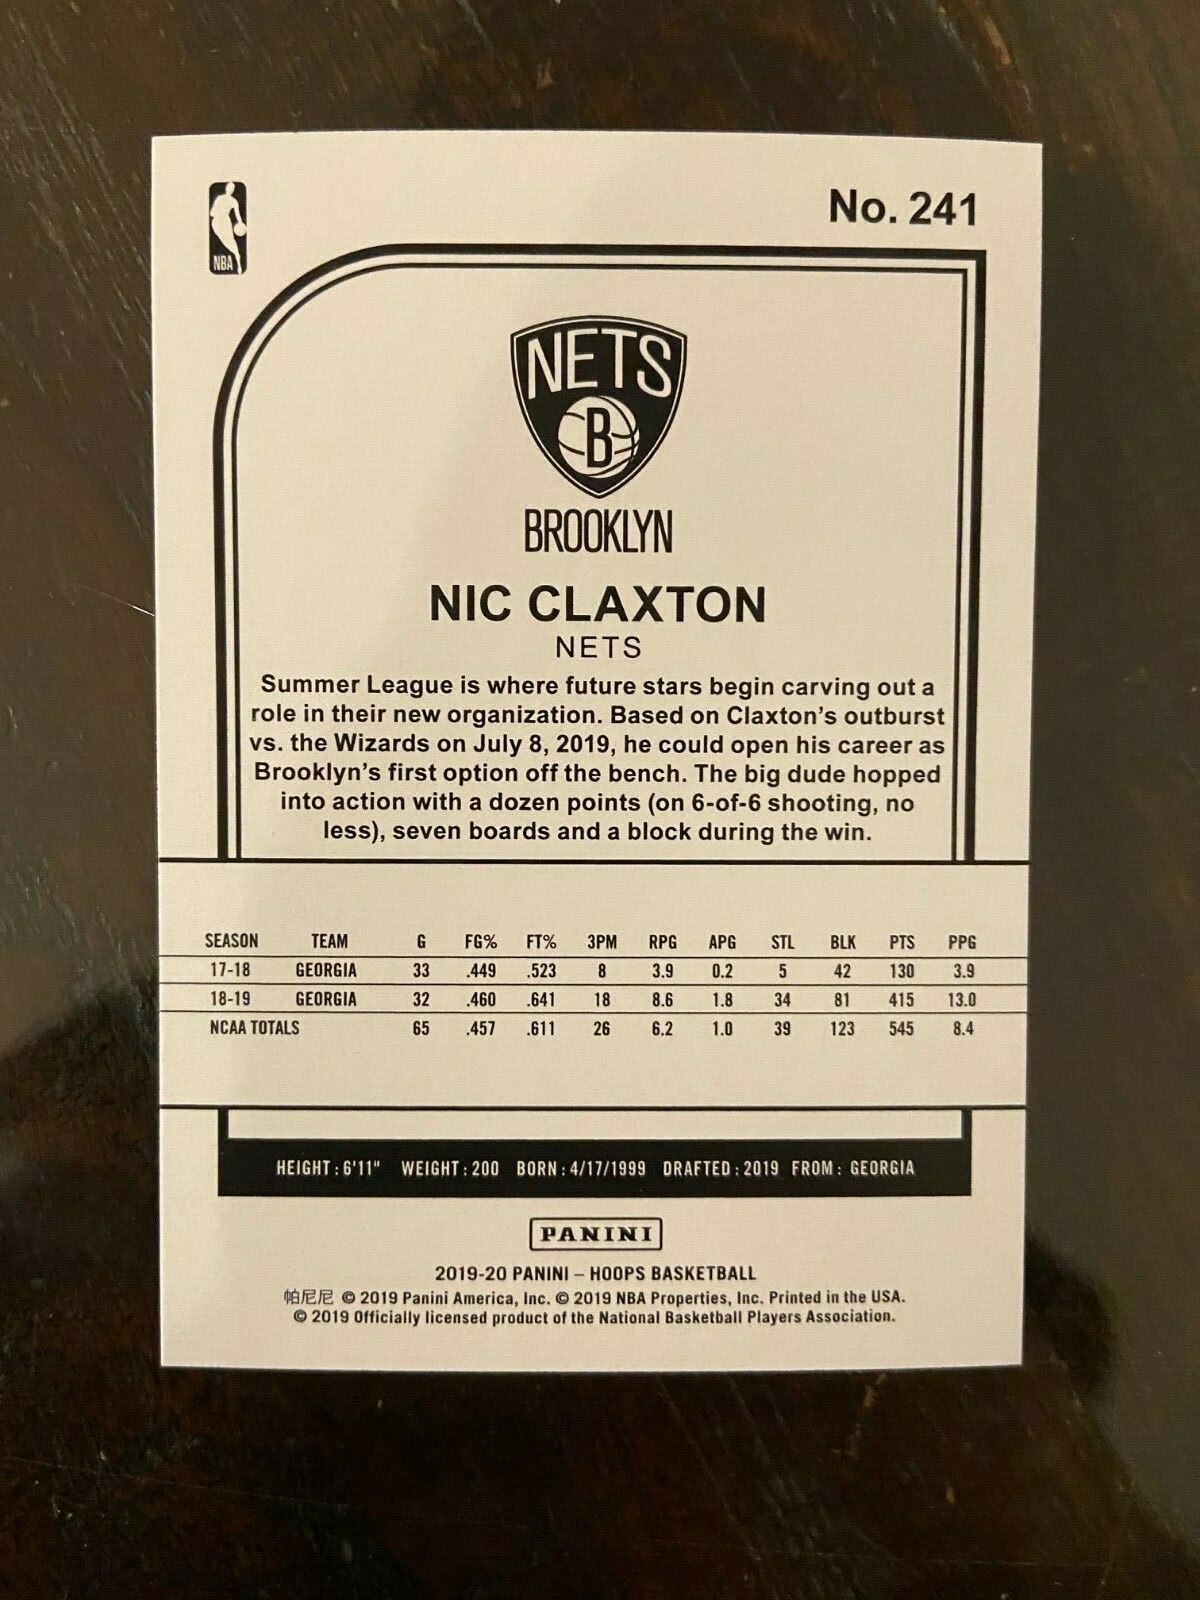 NBA
No. 241
NETS
B
BROOKLYN
NIC CLAXTON
NETS
Summer League is where future stars begin carving out a
role in their new organization. Based on Claxton's outburst
vs. the Wizards on July 8, 2019, he could open his career as
Brooklyn's first option off the bench. The big dude hopped
into action with a dozen points (on 6-of-6 shooting, no
less), seven boards and a block during the win.
SEASON TEAM G FG% FT% 3PM RPG APG STL BLK PTS PPG
17-18 GEORGIA 33 .449 .523 8 3.9 0.2 5 42 130 3.9
18-19 GEORGIA 32 .460 .641 18 8.6 1.8 34 81 415 13.0
NCAA TOTALS 65 .457 .611 26 6.2 1.0 39 123 545 8.4
HEIGHT : 6'11" WEIGHT : 200 BORN : 4/17/1999 DRAFTED : 2019 FROM : GEORGIA
PANINI
2019-20 PANINI – HOOPS BASKETBALL
帕尼尼 © 2019 Panini America, Inc. © 2019 NBA Properties, Inc. Printed in the USA.
© 2019 Officially licensed product of the National Basketball Players Association.